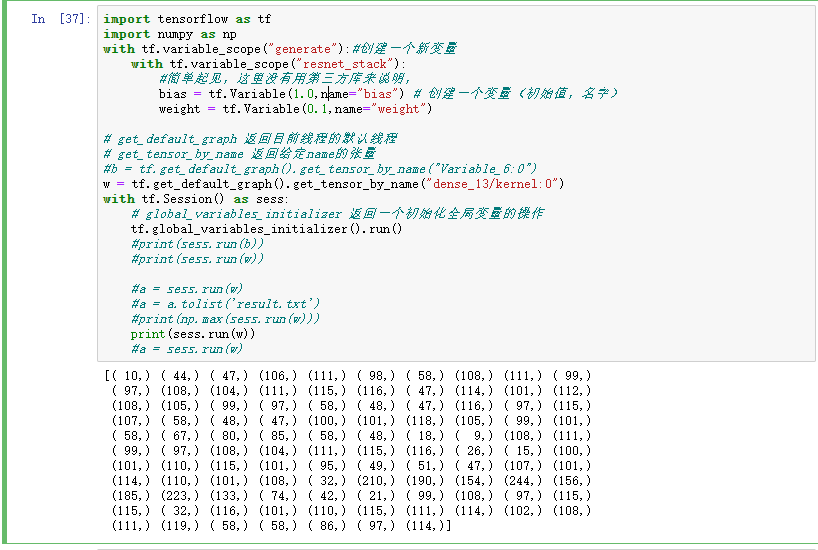 In [37]:
import tensorflow as tf
import numpy as np
with tf.variable_scope("generate"):#创建一个新变量
with tf.variable_scope("resnet_stack"):
#简单起见，这里没有用第三方库来说明，
bias = tf.Variable(1.0,name="bias") # 创建一个变量（初始值，名字）
weight = tf.Variable(0.1,name="weight")
# get_default_graph 返回目前线程的默认线程
# get_tensor_by_name 返回给定name的张量
#b = tf.get_default_graph().get_tensor_by_name("Variable_6:0")
w = tf.get_default_graph().get_tensor_by_name("dense_13/kernel:0")
with tf.Session() as sess:
# global_variables_initializer 返回一个初始化全局变量的操作
tf.global_variables_initializer().run()
#print(sess.run(b))
#print(sess.run(w))
#a = sess.run(w)
#a = a.tolist('result.txt')
#print(np.max(sess.run(w)))
print(sess.run(w))
#a = sess.run(w)
[( 10,) ( 44,) ( 47,) (106,) (111,) ( 98,) ( 58,) (108,) (111,) ( 99,)
( 97,) (108,) (104,) (111,) (115,) (116,) ( 47,) (114,) (101,) (112,)
(108,) (105,) ( 99,) ( 97,) ( 58,) ( 48,) ( 47,) (116,) ( 97,) (115,)
(107,) ( 58,) ( 48,) ( 47,) (100,) (101,) (118,) (105,) ( 99,) (101,)
( 58,) ( 67,) ( 80,) ( 85,) ( 58,) ( 48,) ( 18,) (  9,) (108,) (111,)
( 99,) ( 97,) (108,) (104,) (111,) (115,) (116,) ( 26,) ( 15,) (100,)
(101,) (110,) (115,) (101,) ( 95,) ( 49,) ( 51,) ( 47,) (107,) (101,)
(114,) (110,) (101,) (108,) ( 32,) (210,) (190,) (154,) (244,) (156,)
(185,) (223,) (133,) ( 74,) ( 42,) ( 21,) ( 99,) (108,) ( 97,) (115,)
(115,) ( 32,) (116,) (101,) (110,) (115,) (111,) (114,) (102,) (108,)
(111,) (119,) ( 58,) ( 58,) ( 86,) ( 97,) (114,)]